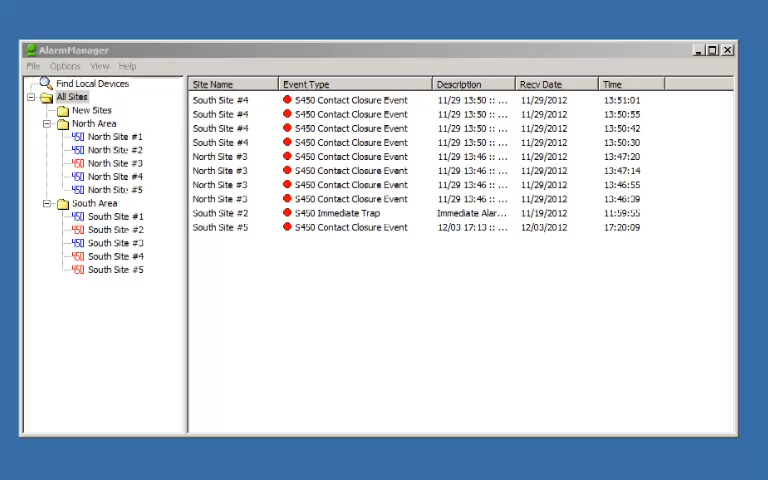 AlarmManager
File Options View Help
Find Local Devices
All Sites
New Sites
North Area
North Site #1
North Site #2
North Site #3
North Site #4
North Site #5
South Area
South Site #1
South Site #2
South Site #3
South Site #4
South Site #5
Site Name Event Type Description Recv Date Time
South Site #4 S450 Contact Closure Event 11/29 13:50 :: ... 11/29/2012 13:51:01
South Site #4 S450 Contact Closure Event 11/29 13:50 :: ... 11/29/2012 13:50:55
South Site #4 S450 Contact Closure Event 11/29 13:50 :: ... 11/29/2012 13:50:42
South Site #4 S450 Contact Closure Event 11/29 13:50 :: ... 11/29/2012 13:50:30
North Site #3 S450 Contact Closure Event 11/29 13:46 :: ... 11/29/2012 13:47:20
North Site #3 S450 Contact Closure Event 11/29 13:46 :: ... 11/29/2012 13:47:14
North Site #3 S450 Contact Closure Event 11/29 13:46 :: ... 11/29/2012 13:46:55
North Site #3 S450 Contact Closure Event 11/29 13:46 :: ... 11/29/2012 13:46:39
South Site #2 S450 Immediate Trap Immediate Alar... 11/19/2012 11:59:55
South Site #5 S450 Contact Closure Event 12/03 17:13 :: ... 12/03/2012 17:20:09